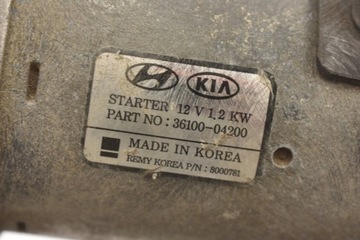 KIA
STARTER 12 V 1,2 KW
PART NO : 36100-04200
MADE IN KOREA
REMY KOREA P/N : 8000781